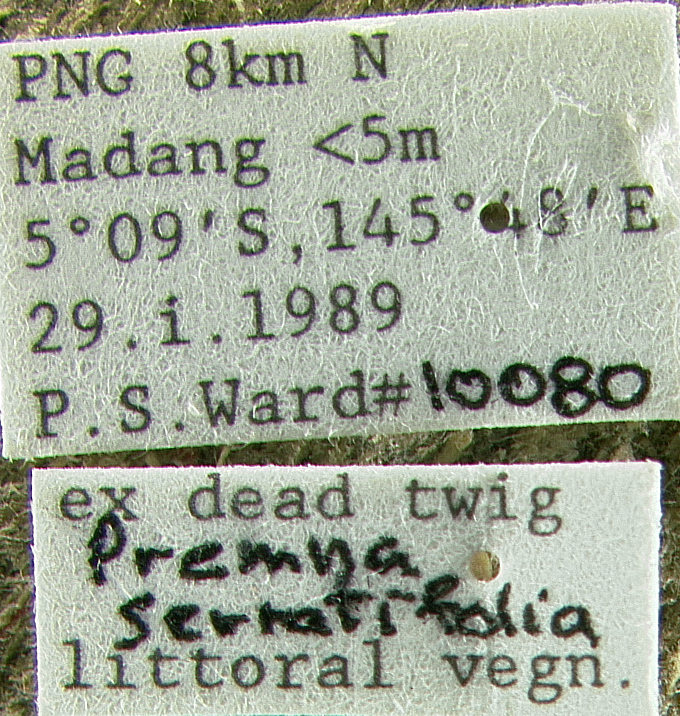 PNG 8km N
Madang <5m
5°09'S,145°48'E
29.i.1989
P.S.Ward#10080
ex dead twig
Premna
serratifolia
littoral vegn.